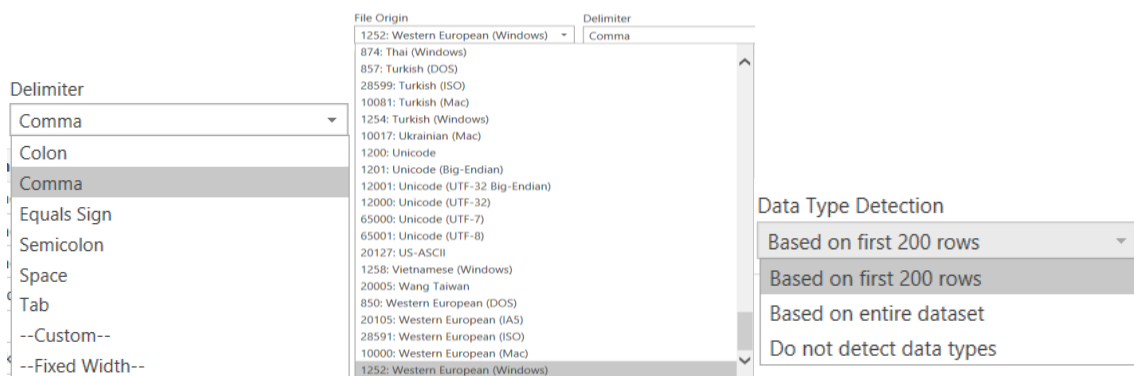 Delimiter
Comma
Colon
Comma
Equals Sign
Semicolon
Space
Tab
--Custom--
--Fixed Width--
File Origin
Delimiter
1252: Western European (Windows)
Comma
874: Thai (Windows)
857: Turkish (DOS)
28599: Turkish (ISO)
10081: Turkish (Mac)
1254: Turkish (Windows)
10017: Ukrainian (Mac)
1200: Unicode
1201: Unicode (Big-Endian)
12001: Unicode (UTF-32 Big-Endian)
12000: Unicode (UTF-32)
65000: Unicode (UTF-7)
65001: Unicode (UTF-8)
20127: US-ASCII
1258: Vietnamese (Windows)
20005: Wang Taiwan
850: Western European (DOS)
20105: Western European (IA5)
28591: Western European (ISO)
10000: Western European (Mac)
1252: Western European (Windows)
Data Type Detection
Based on first 200 rows
Based on first 200 rows
Based on entire dataset
Do not detect data types